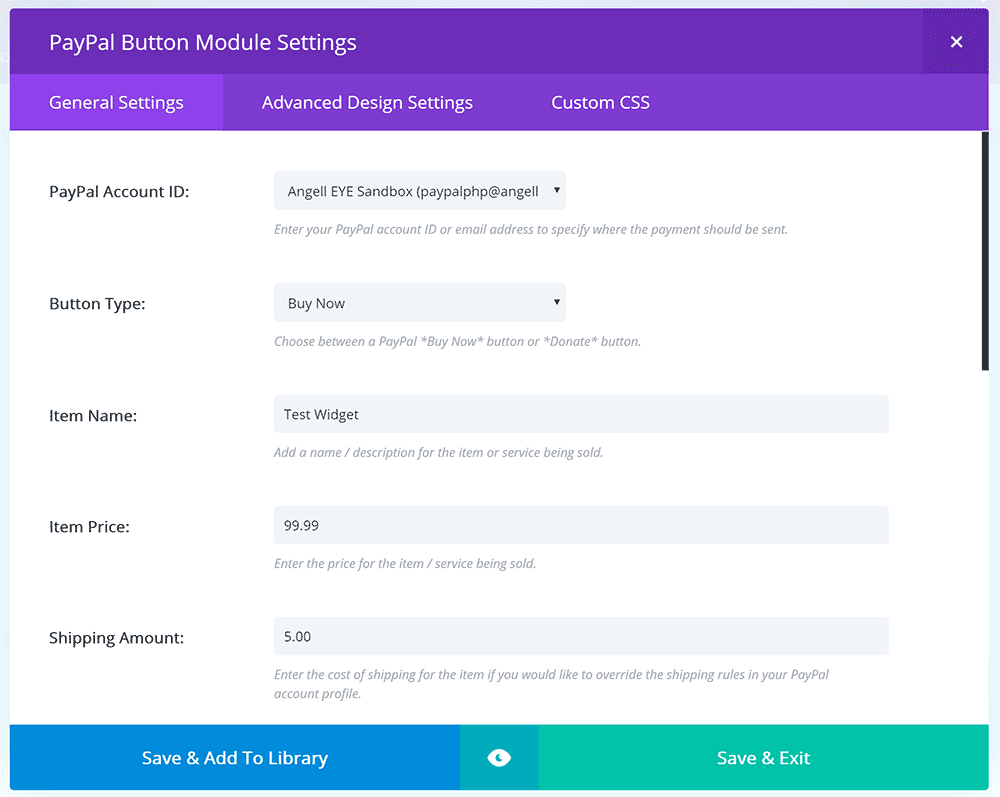 PayPal Button Module Settings
General Settings
Advanced Design Settings
Custom CSS
PayPal Account ID:
Angell EYE Sandbox (paypalphp@angell
Enter your PayPal account ID or email address to specify where the payment should be sent.
Button Type:
Buy Now
Choose between a PayPal *Buy Now* button or *Donate* button.
Item Name:
Test Widget
Add a name / description for the item or service being sold.
Item Price:
99.99
Enter the price for the item / service being sold.
Shipping Amount:
5.00
Enter the cost of shipping for the item if you would like to override the shipping rules in your PayPal
account profile.
Save & Add To Library
Save & Exit